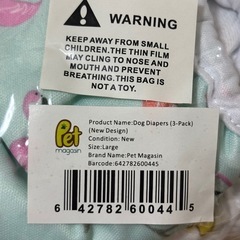 WARNING
KEEP AWAY FROM SMALL
CHILDREN.THE THIN FILM
MAY CLING TO NOSE AND
MOUTH AND PREVENT
BREATHING.THIS BAG IS
NOT A TOY.
Pet
magasin
Product Name:Dog Diapers (3-Pack)
(New Design)
Condition: New
Size:Large
Brand Name:Pet Magasin
Barcode:642782600445
6 42782 60044 5